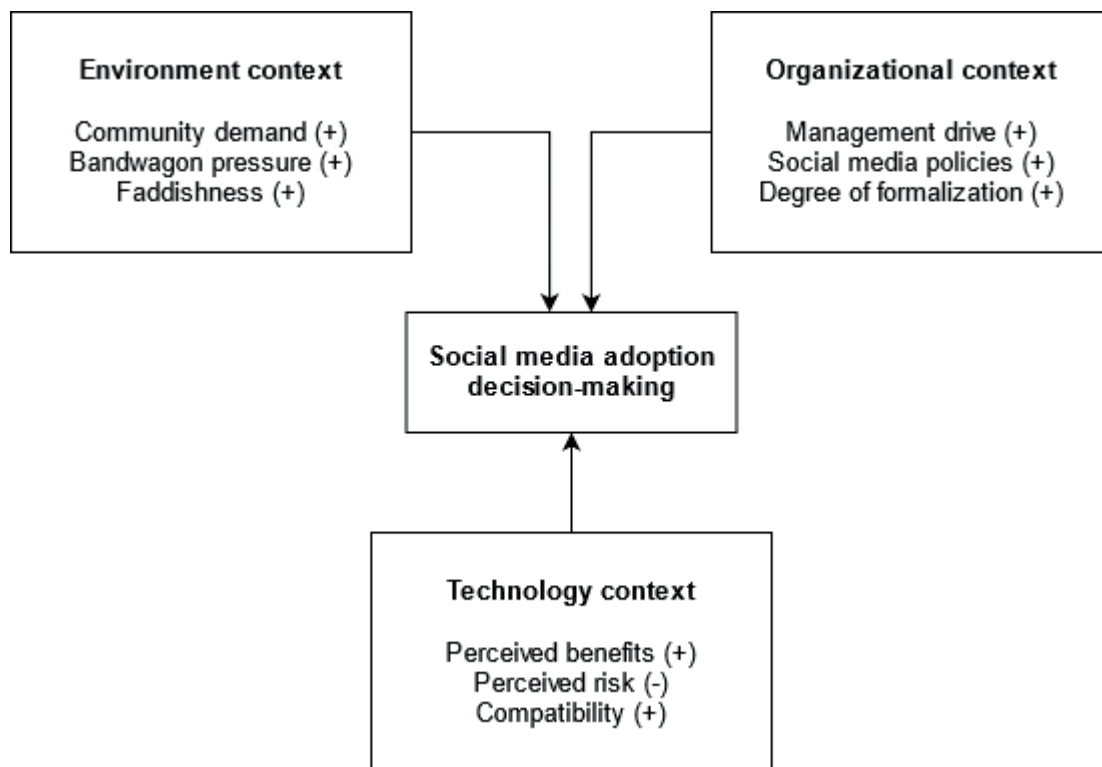 Environment context
Community demand (+)
Bandwagon pressure (+)
Faddishness (+)
Organizational context
Management drive (+)
Social media policies (+)
Degree of formalization (+)
Social media adoption
decision-making
Technology context
Perceived benefits (+)
Perceived risk (-)
Compatibility (+)